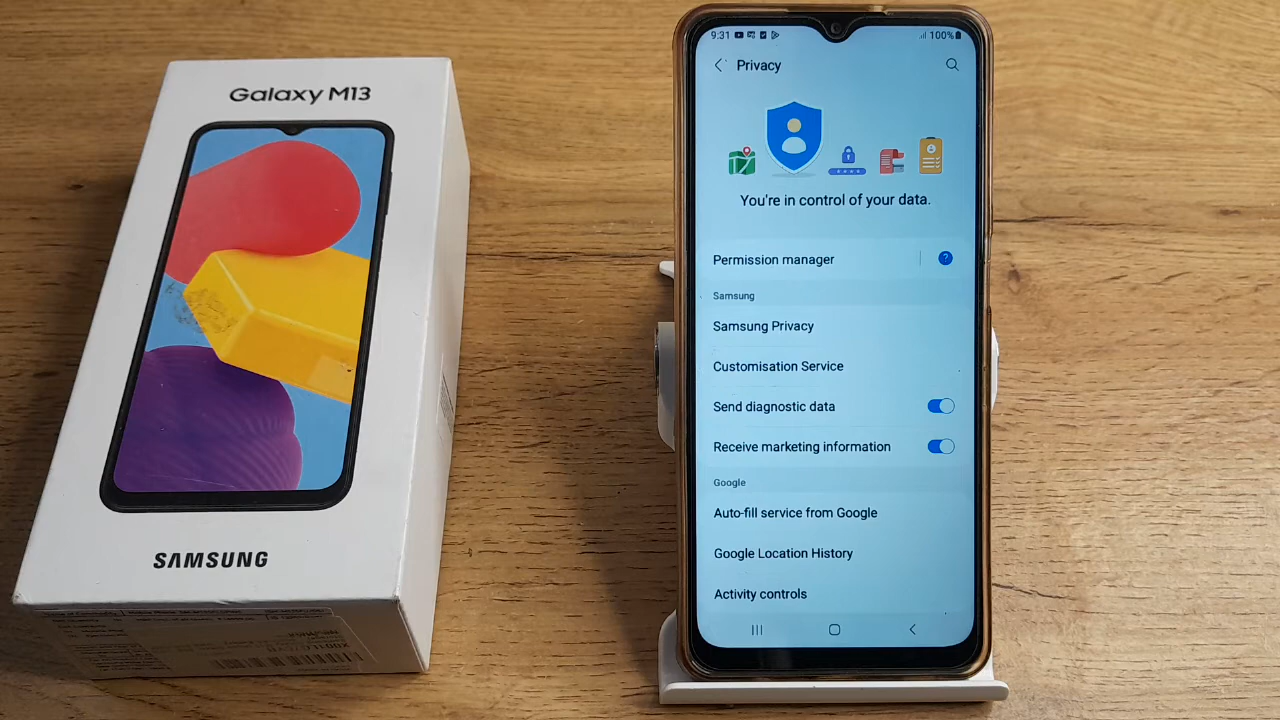 Galaxy M13
SAMSUNG
9:31
100%
Privacy
You're in control of your data.
Permission manager
?
Samsung
Samsung Privacy
Customisation Service
Send diagnostic data
Receive marketing information
Google
Auto-fill service from Google
Google Location History
Activity controls